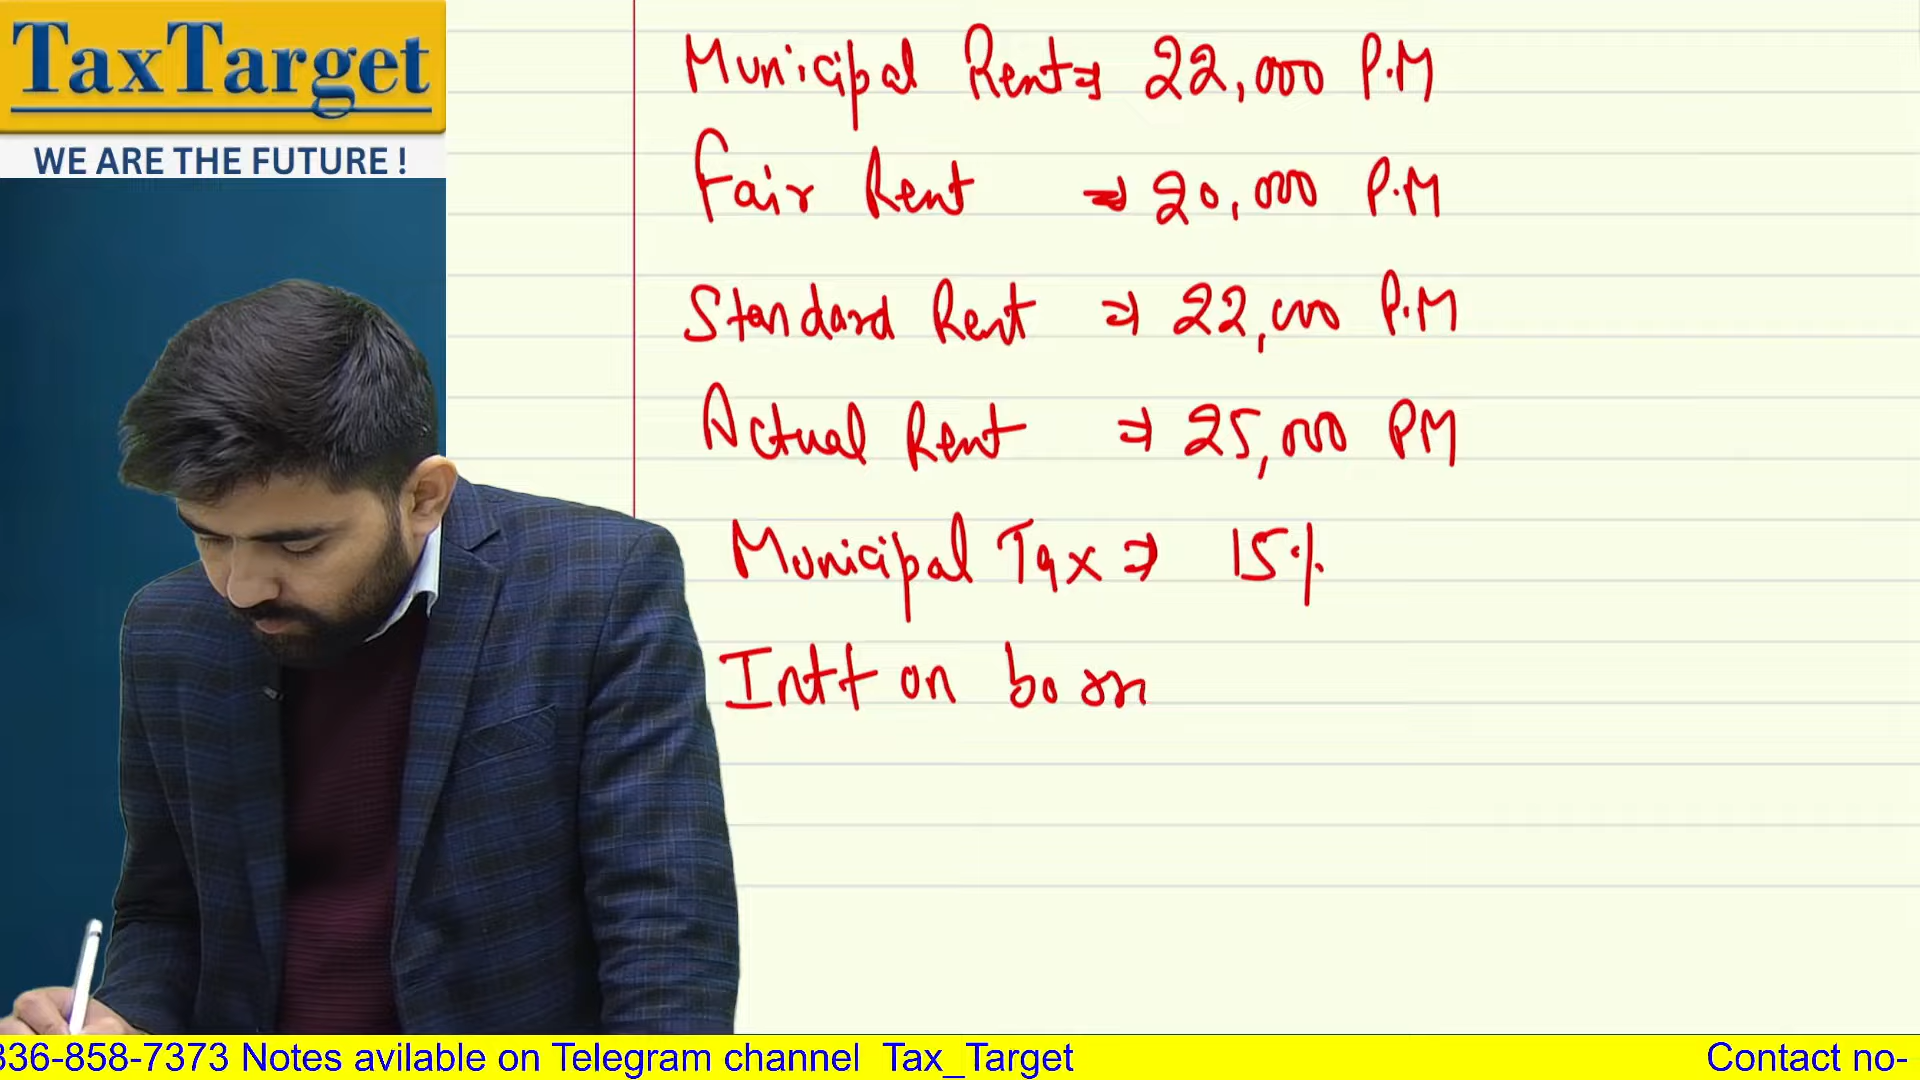 TaxTarget
WE ARE THE FUTURE !
Municipal Rent ⇒ 22,000 P.M
Fair Rent ⇒ 20,000 P.M
Standard Rent ⇒ 22,000 P.M
Actual Rent ⇒ 25,000 PM
Municipal Tax ⇒ 15%
Intt on borr
336-858-7373 Notes avilable on Telegram channel Tax_Target
Contact no-